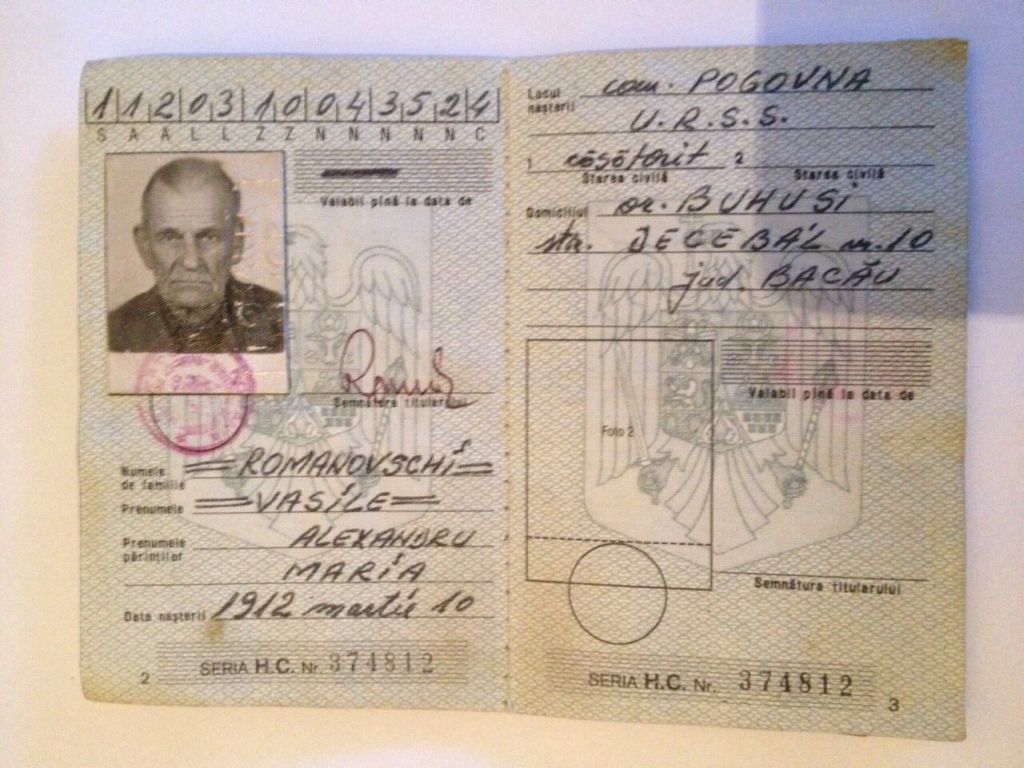 1 1 2 0 3 1 0 0 4 3 5 2 4
S A A L L Z Z N N N N N C
Valabil pînă la data de
Semnătura titularului
Numele de familie ROMANOVSCHI
Prenumele VASILE
Prenumele părinților ALEXANDRU
MARIA
Data nașterii 1912 martie 10
SERIA H.C. Nr. 374812
2
Locul nașterii com. POGOVNA
U.R.S.S.
1 căsătorit 2
Starea civilă Starea civilă
Domiciliul or. BUHUSI
str. DECEBAL nr. 10
jud. BACĂU
Valabil pînă la data de
Foto 2
Semnătura titularului
SERIA H.C. Nr. 374812
3